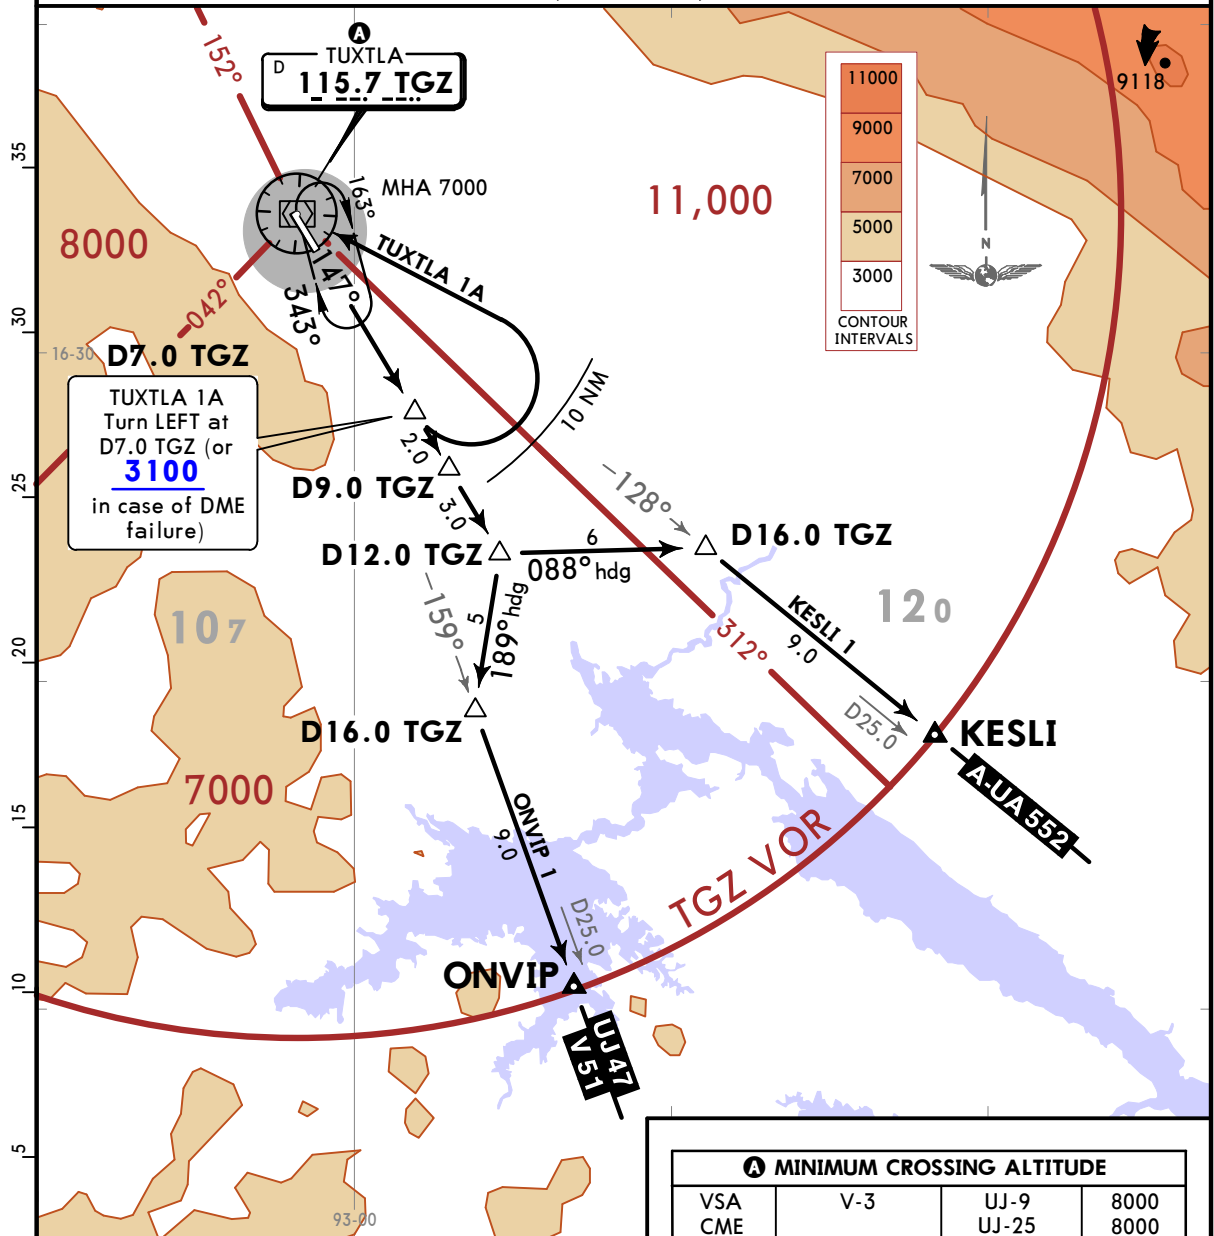 A
TUXTLA
D 115.7 TGZ
152°
MHA 7000
163°
TUXTLA 1A
147°
343°
042°
8000
11,000
11000
9000
7000
5000
3000
CONTOUR
INTERVALS
9118
N
35
30
25
20
15
10
5
16-30
D7.0 TGZ
TUXTLA 1A
Turn LEFT at
D7.0 TGZ (or
3100
in case of DME
failure)
10 NM
2.0
D9.0 TGZ
3.0
D12.0 TGZ
6
088° hdg
128°
D16.0 TGZ
159°
5
189° hdg
107
120
312°
KESLI 1
9.0
D25.0
KESLI
A-UA 552
D16.0 TGZ
7000
ONVIP 1
9.0
D25.0
TGZ VOR
ONVIP
UJ 47
V 51
93-00
A MINIMUM CROSSING ALTITUDE
VSA V-3 UJ-9 8000
CME UJ-25 8000